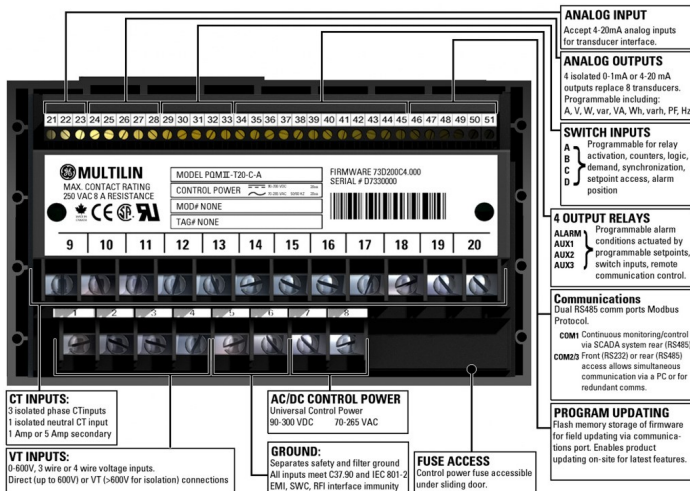 ANALOG INPUT
Accept 4-20mA analog inputs
for transducer interface.
ANALOG OUTPUTS
4 isolated 0-1mA or 4-20 mA
outputs replace 8 transducers.
Programmable including:
A, V, W, var, VA, Wh, varh, PF, Hz
SWITCH INPUTS
A
B
C
D
Programmable for relay
activation, counters, logic,
demand, synchronization,
setpoint access, alarm
position
4 OUTPUT RELAYS
ALARM
AUX1
AUX2
AUX3
Programmable alarm
conditions actuated by
programmable setpoints,
switch inputs, remote
communication control.
Communications
Dual RS485 comm ports Modbus
Protocol.
COM1 Continuous monitoring/control
via SCADA system rear (RS485)
COM2/3 Front (RS232) or rear (RS485)
access allows simultaneous
communication via a PC or for
redundant comms.
PROGRAM UPDATING
Flash memory storage of firmware
for field updating via communica-
tions port. Enables product
updating on-site for latest features.
21 22 23 24 25 26 27 28 29 30 31 32 33 34 35 36 37 38 39 40 41 42 43 44 45 46 47 48 49 50 51
MULTILIN
MAX. CONTACT RATING
250 VAC 8 A RESISTANCE
MODEL PQMII-T20-C-A
CONTROL POWER
MOD# NONE
TAG# NONE
FIRMWARE 73D200C4.000
SERIAL # D7330000
9 10 11 12 13 14 15 16 17 18 19 20
1 2 3 4 5 6 7 8
CT INPUTS:
3 isolated phase CTinputs
1 isolated neutral CT input
1 Amp or 5 Amp secondary
VT INPUTS:
0-600V, 3 wire or 4 wire voltage inputs.
Direct (up to 600V) or VT (>600V for isolation) connections
AC/DC CONTROL POWER
Universal Control Power
90-300 VDC 70-265 VAC
GROUND:
Separates safety and filter ground
All inputs meet C37.90 and IEC 801-2
EMI, SWC, RFI interface immunity
FUSE ACCESS
Control power fuse accessible
under sliding door.